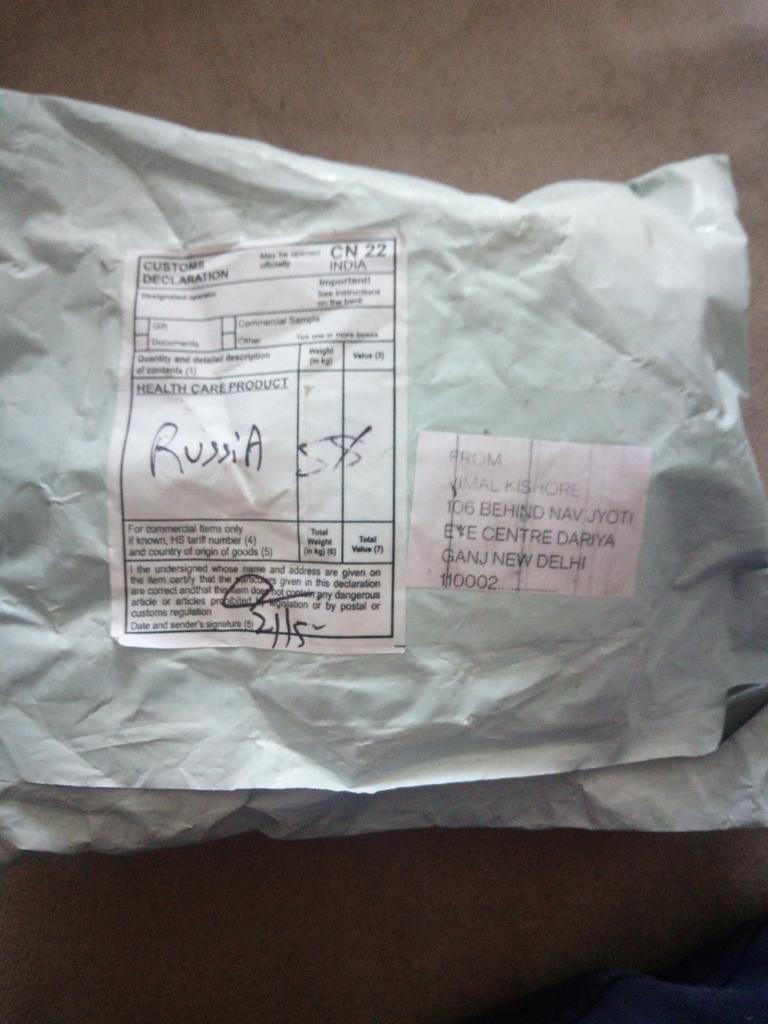 CUSTOMS
DECLARATION
May be opened
officially
CN 22
INDIA
Designated operator
Important!
See instructions
on the back
Gift
Commercial Sample
Documents
Other
Tick one or more boxes
Quantity and detailed description
of contents (1)
Weight
(in kg)
Value (3)
HEALTH CARE PRODUCT
RUSSiA
For commercial items only
if known, HS tariff number (4)
and country of origin of goods (5)
Total
Weight
(in kg) (6)
Total
Value (7)
I the undersigned whose name and address are given on
the item certify that the particulars given in this declaration
are correct andthat this item does not contain any dangerous
article or articles prohibited by legislation or by postal or
customs regulation
Date and sender's signature (8)
FROM
VIMAL KISHORE
106 BEHIND NAV JYOTI
EYE CENTRE DARIYA
GANJ NEW DELHI
110002